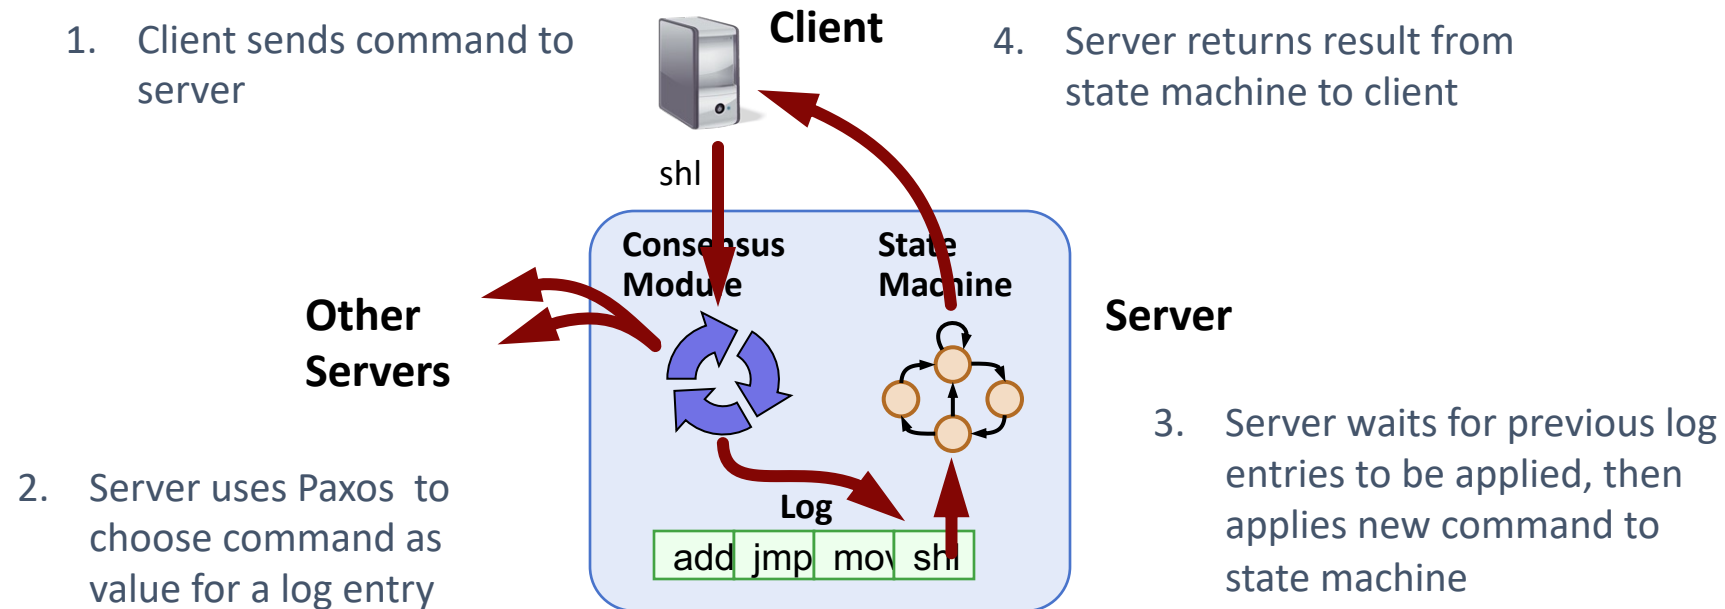 1. Client sends command to
server
Client
4. Server returns result from
state machine to client
shl
Consensus
Module
State
Machine
Other
Servers
Server
2. Server uses Paxos to
choose command as
value for a log entry
Log
add jmp mov shl
3. Server waits for previous log
entries to be applied, then
applies new command to
state machine